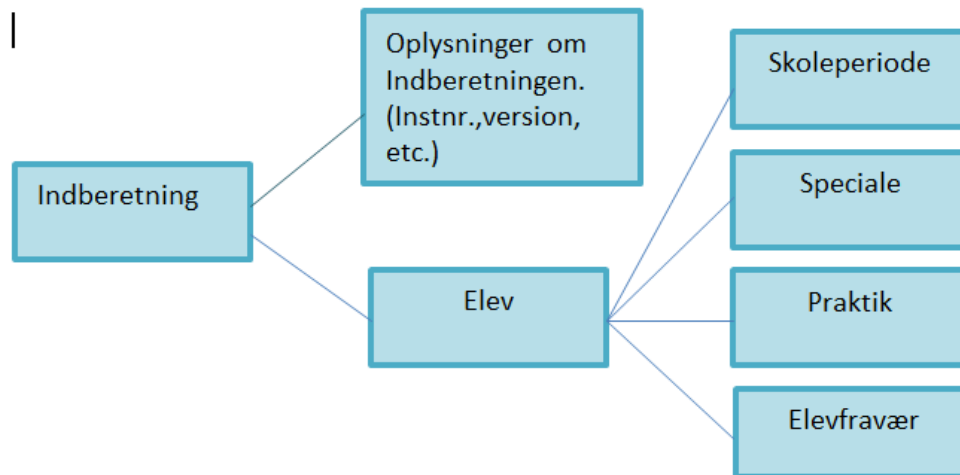 Indberetning
Oplysninger om
Indberetningen.
(Instnr.,version,
etc.)
Elev
Skoleperiode
Speciale
Praktik
Elevfravær